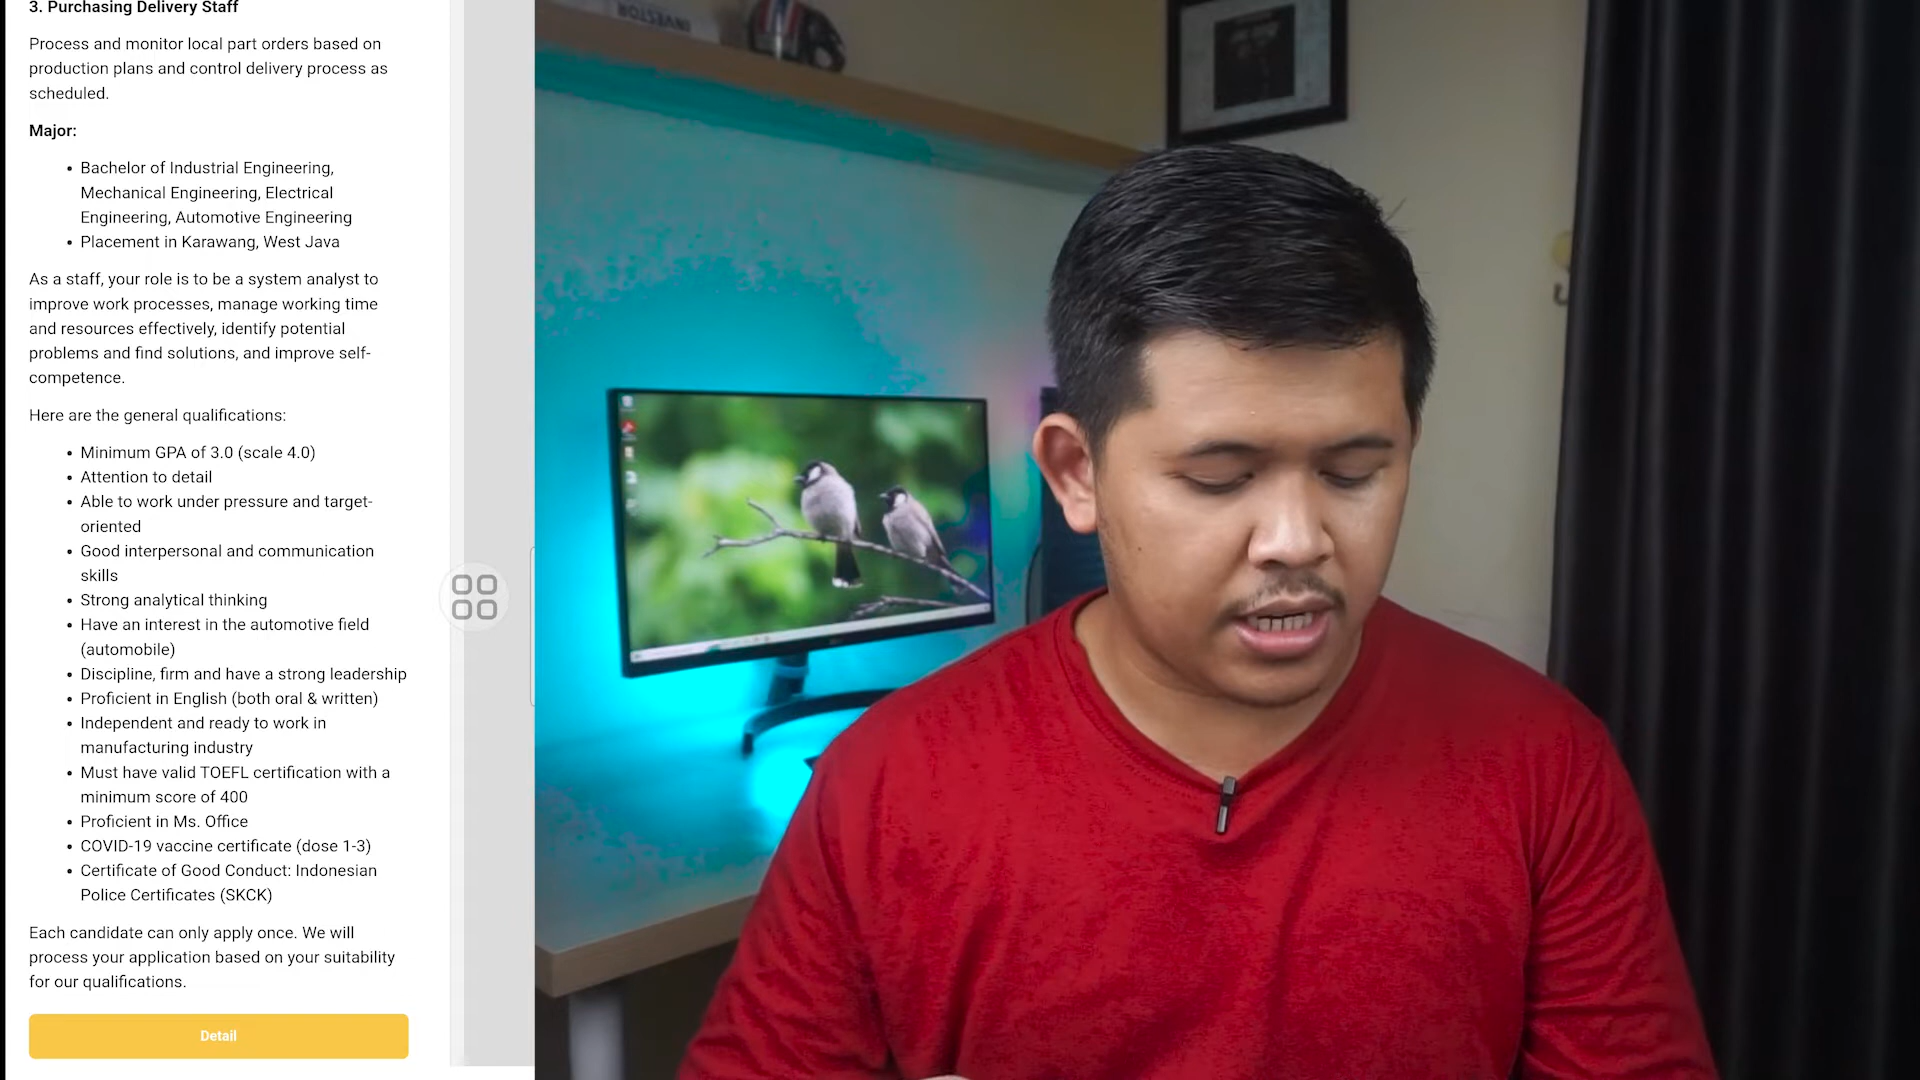 3. Purchasing Delivery Staff
Process and monitor local part orders based on
production plans and control delivery process as
scheduled.
Major:
• Bachelor of Industrial Engineering,
Mechanical Engineering, Electrical
Engineering, Automotive Engineering
• Placement in Karawang, West Java
As a staff, your role is to be a system analyst to
improve work processes, manage working time
and resources effectively, identify potential
problems and find solutions, and improve self-
competence.
Here are the general qualifications:
• Minimum GPA of 3.0 (scale 4.0)
• Attention to detail
• Able to work under pressure and target-
oriented
• Good interpersonal and communication
skills
• Strong analytical thinking
• Have an interest in the automotive field
(automobile)
• Discipline, firm and have a strong leadership
• Proficient in English (both oral & written)
• Independent and ready to work in
manufacturing industry
• Must have valid TOEFL certification with a
minimum score of 400
• Proficient in Ms. Office
• COVID-19 vaccine certificate (dose 1-3)
• Certificate of Good Conduct: Indonesian
Police Certificates (SKCK)
Each candidate can only apply once. We will
process your application based on your suitability
for our qualifications.
Detail
INVESTOR